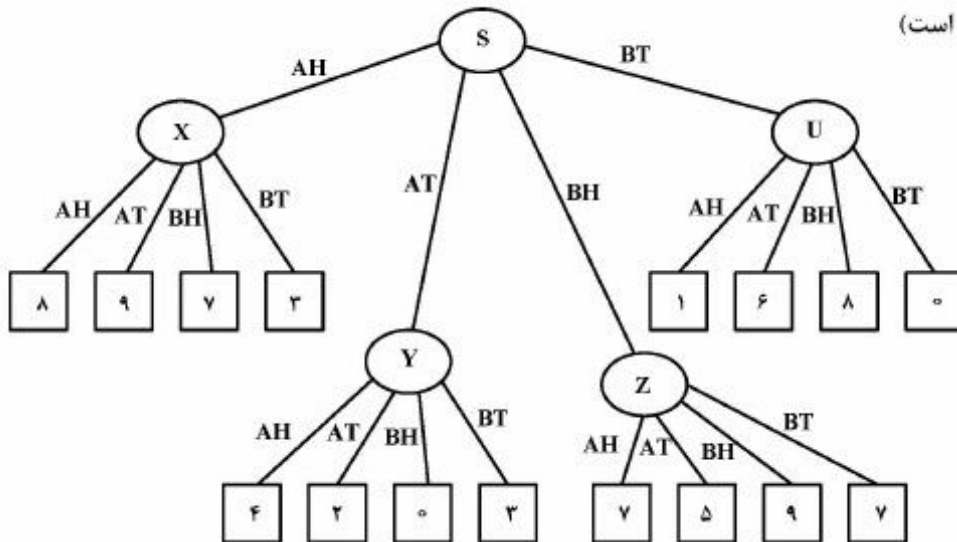 است)
S
AH AT BH BT
X U
AH AT BH BT AH AT BH BT
۸ ۹ ۷ ۳ ۱ ۶ ۸ ۰
Y Z
AH AT BH BT AH AT BH BT
۴ ۲ ۰ ۳ ۷ ۵ ۹ ۷